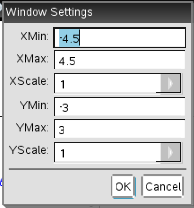 Window Settings
XMin: -4.5
XMax: 4.5
XScale: 1
YMin: -3
YMax: 3
YScale: 1
OK Cancel